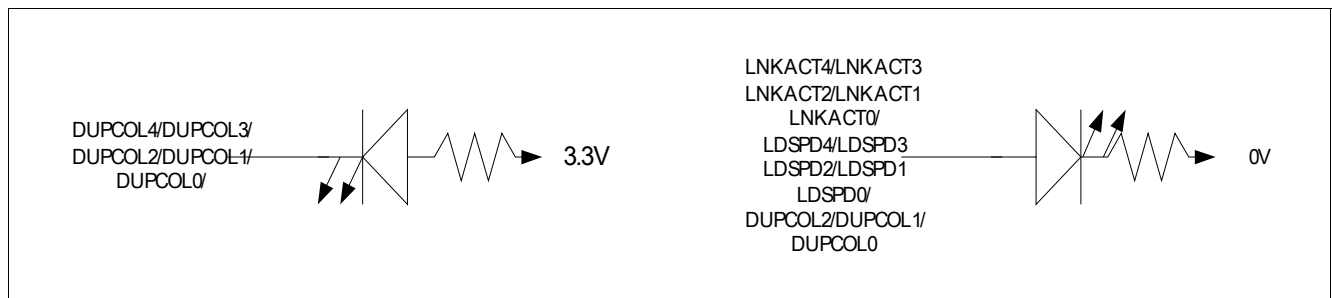 DUPCOL4/DUPCOL3/
DUPCOL2/DUPCOL1/
DUPCOL0/
3.3V
LNKACT4/LNKACT3
LNKACT2/LNKACT1
LNKACT0/
LDSPD4/LDSPD3
LDSPD2/LDSPD1
LDSPD0/
DUPCOL2/DUPCOL1/
DUPCOL0
0V